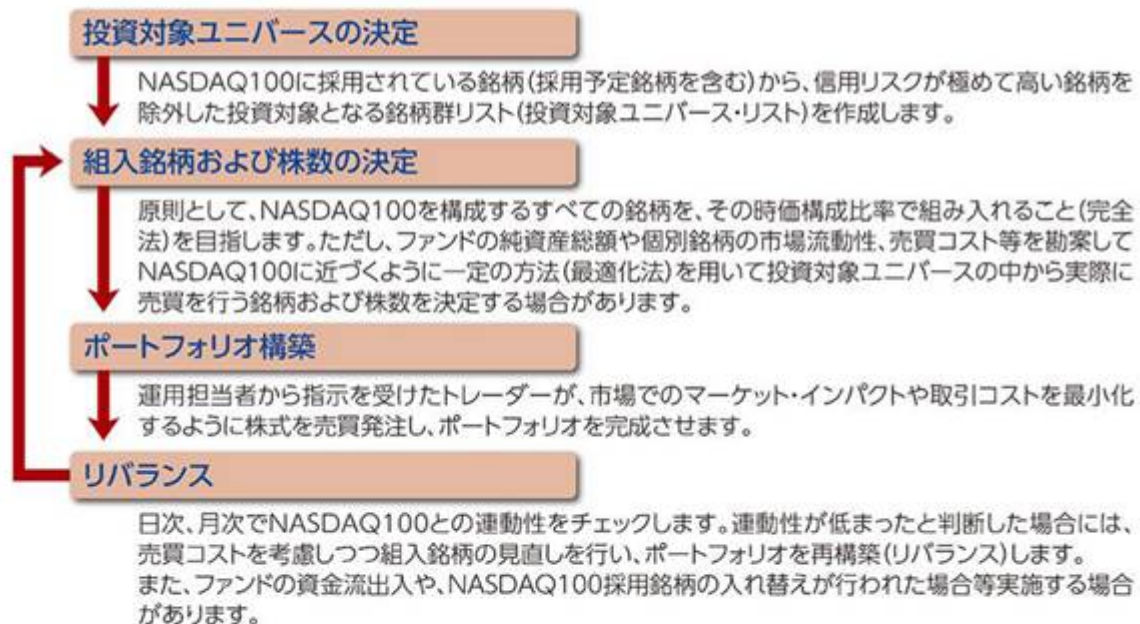 投資対象ユニバースの決定
NASDAQ100に採用されている銘柄(採用予定銘柄を含む)から、信用リスクが極めて高い銘柄を
除外した投資対象となる銘柄群リスト(投資対象ユニバース・リスト)を作成します。
組入銘柄および株数の決定
原則として、NASDAQ100を構成するすべての銘柄を、その時価構成比率で組み入れること(完全
法)を目指します。ただし、ファンドの純資産総額や個別銘柄の市場流動性、売買コスト等を勘案して
NASDAQ100に近づくように一定の方法(最適化法)を用いて投資対象ユニバースの中から実際に
売買を行う銘柄および株数を決定する場合があります。
ポートフォリオ構築
運用担当者から指示を受けたトレーダーが、市場でのマーケット・インパクトや取引コストを最小化
するように株式を売買発注し、ポートフォリオを完成させます。
リバランス
日次、月次でNASDAQ100との連動性をチェックします。連動性が低まったと判断した場合には、
売買コストを考慮しつつ組入銘柄の見直しを行い、ポートフォリオを再構築(リバランス)します。
また、ファンドの資金流出入や、NASDAQ100採用銘柄の入れ替えが行われた場合等実施する場合
があります。